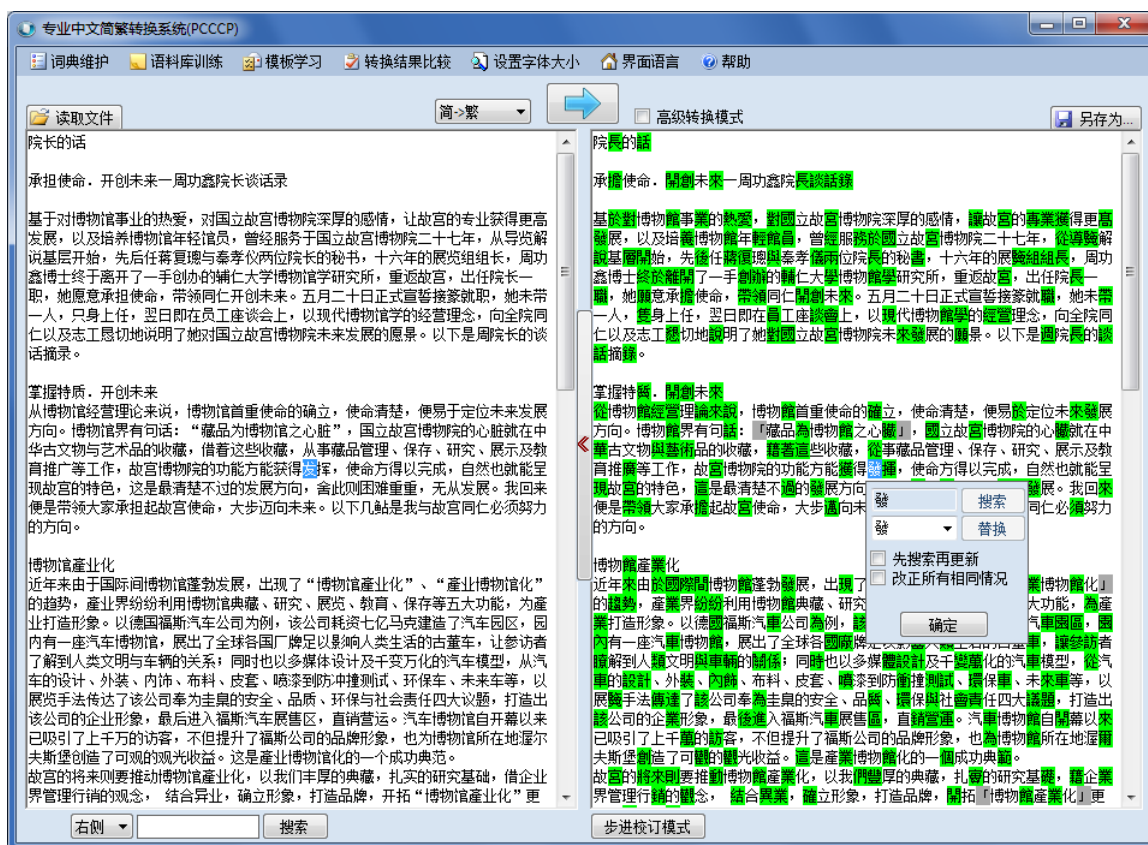 专业中文简繁转换系统(PCCCP)
词典维护 语料库训练 模板学习 转换结果比较 设置字体大小 界面语言 帮助
读取文件 简->繁 高级转换模式 另存为...
院长的话
承担使命．开创未来—周功鑫院长谈话录
基于对博物馆事业的热爱，对国立故宫博物院深厚的感情，让故宫的专业获得更高
发展，以及培养博物馆年轻馆员，曾经服务于国立故宫博物院二十七年，从导览解
说基层开始，先后任蒋复璁与秦孝仪两位院长的秘书，十六年的展览组组长，周功
鑫博士终于离开了一手创办的辅仁大学博物馆学研究所，重返故宫，出任院长一
职，她愿意承担使命，带领同仁开创未来。五月二十日正式宣誓接篆就职，她未带
一人，只身上任，翌日即在员工座谈会上，以现代博物馆学的经营理念，向全院同
仁以及志工恳切地说明了她对国立故宫博物院未来发展的愿景。以下是周院长的谈
话摘录。
掌握特质．开创未来
从博物馆经营理论来说，博物馆首重使命的确立，使命清楚，便易于定位未来发展
方向。博物馆界有句话：“藏品为博物馆之心脏”，国立故宫博物院的心脏就在中
华古文物与艺术品的收藏，借着这些收藏，从事藏品管理、保存、研究、展示及教
育推广等工作，故宫博物院的功能方能获得发挥，使命方得以完成，自然也就能呈
现故宫的特色，这是最清楚不过的发展方向，舍此则困难重重，无从发展。我回来
便是带领大家承担起故宫使命，大步迈向未来。以下几鲇是我与故宫同仁必须努力
的方向。
博物馆產业化
近年来由于国际间博物馆蓬勃发展，出现了“博物馆產业化”、“產业博物馆化”
的趋势，產业界纷纷利用博物馆典藏、研究、展览、教育、保存等五大功能，为產
业打造形象。以德国福斯汽车公司为例，该公司耗资七亿马克建造了汽车园区，园
内有一座汽车博物馆，展出了全球各国厂牌足以影响人类生活的古董车，让参访者
了解到人类文明与车辆的关系；同时也以多媒体设计及千变万化的汽车模型，从汽
车的设计、外装、内饰、布料、皮套、喷漆到防冲撞测试、环保车、未来车等，以
展览手法传达了该公司奉为圭臬的安全、品质、环保与社会责任四大议题，打造出
该公司的企业形象，最后进入福斯汽车展售区，直销营运。汽车博物馆自开幕以来
已吸引了上千万的访客，不但提升了福斯公司的品牌形象，也为博物馆所在地渥尔
夫斯堡创造了可观的观光收益。这是產业博物馆化的一个成功典范。
故宫的将来则要推动博物馆產业化，以我们丰厚的典藏，扎实的研究基础，借企业
界管理行销的观念， 结合异业，确立形象，打造品牌，开拓“博物馆產业化”更
院長的話
承擔使命．開創未來—周功鑫院長談話錄
基於對博物館事業的熱愛，對國立故宮博物院深厚的感情，讓故宮的專業獲得更高
發展，以及培養博物館年輕館員，曾經服務於國立故宮博物院二十七年，從導覽解
說基層開始，先後任蔣復璁與秦孝儀兩位院長的秘書，十六年的展覽組組長，周功
鑫博士終於離開了一手創辦的輔仁大學博物館學研究所，重返故宮，出任院長一
職，她願意承擔使命，帶領同仁開創未來。五月二十日正式宣誓接篆就職，她未帶
一人，隻身上任，翌日即在員工座談會上，以現代博物館學的經營理念，向全院同
仁以及志工懇切地說明了她對國立故宮博物院未來發展的願景。以下是週院長的談
話摘錄。
掌握特質．開創未來
從博物館經營理論來說，博物館首重使命的確立，使命清楚，便易於定位未來發展
方向。博物館界有句話：「藏品為博物館之心臟」，國立故宮博物院的心臟就在中
華古文物與藝術品的收藏，藉著這些收藏，從事藏品管理、保存、研究、展示及教
育推廣等工作，故宮博物院的功能方能獲得發揮，使命方得以完成，自然也就能呈
現故宮的特色，這是最清楚不過的發展方向 發展。我回來
便是帶領大家承擔起故宮使命，大步邁向未 同仁必須努力
的方向。
博物館產業化
近年來由於國際間博物館蓬勃發展，出現了 業博物館化」
的趨勢，產業界紛紛利用博物館典藏、研究 大功能，為產
業打造形象。以德國福斯汽車公司為例，該 汽車園區，園
內有一座汽車博物館，展出了全球各國廠牌 車，讓參訪者
瞭解到人類文明與車輛的關係；同時也以多媒體設計及千變萬化的汽車模型，從汽
車的設計、外裝、內飾、布料、皮套、噴漆到防衝撞測試、環保車、未來車等，以
展覽手法傳達了該公司奉為圭臬的安全、品質、環保與社會責任四大議題，打造出
該公司的企業形象，最後進入福斯汽車展售區，直銷營運。汽車博物館自開幕以來
已吸引了上千萬的訪客，不但提升了福斯公司的品牌形象，也為博物館所在地渥爾
夫斯堡創造了可觀的觀光收益。這是產業博物館化的一個成功典範。
故宮的將來則要推動博物館產業化，以我們豐厚的典藏，扎實的研究基礎，藉企業
界管理行銷的觀念， 結合異業，確立形象，打造品牌，開拓「博物館產業化」更
發 搜索
發 替换
先搜索再更新
改正所有相同情况
确定
右侧 搜索 步进校订模式